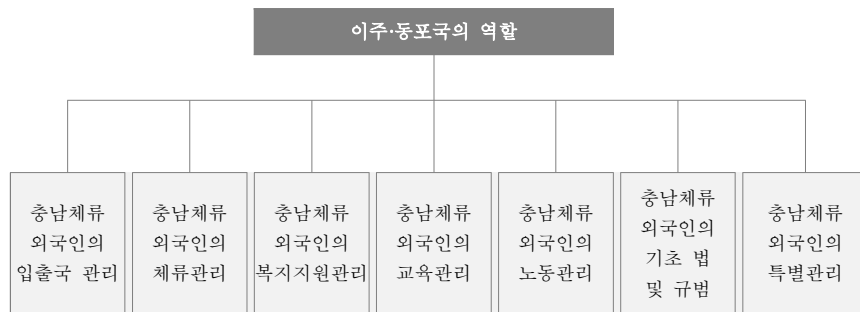 이주·동포국의 역할
충남체류
외국인의
입출국 관리
충남체류
외국인의
체류관리
충남체류
외국인의
복지지원관리
충남체류
외국인의
교육관리
충남체류
외국인의
노동관리
충남체류
외국인의
기초 법
및 규범
충남체류
외국인의
특별관리